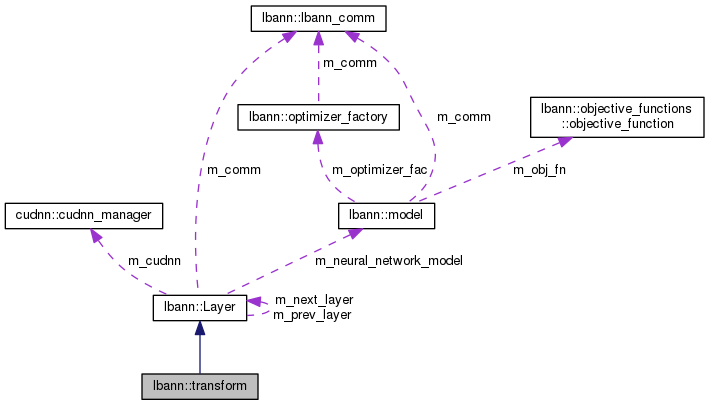 lbann::lbann_comm
m_comm
lbann::optimizer_factory
lbann::objective_functions
::objective_function
m_comm
m_comm
m_optimizer_fac
m_obj_fn
cudnn::cudnn_manager
lbann::model
m_cudnn
m_neural_network_model
lbann::Layer
m_next_layer
m_prev_layer
lbann::transform